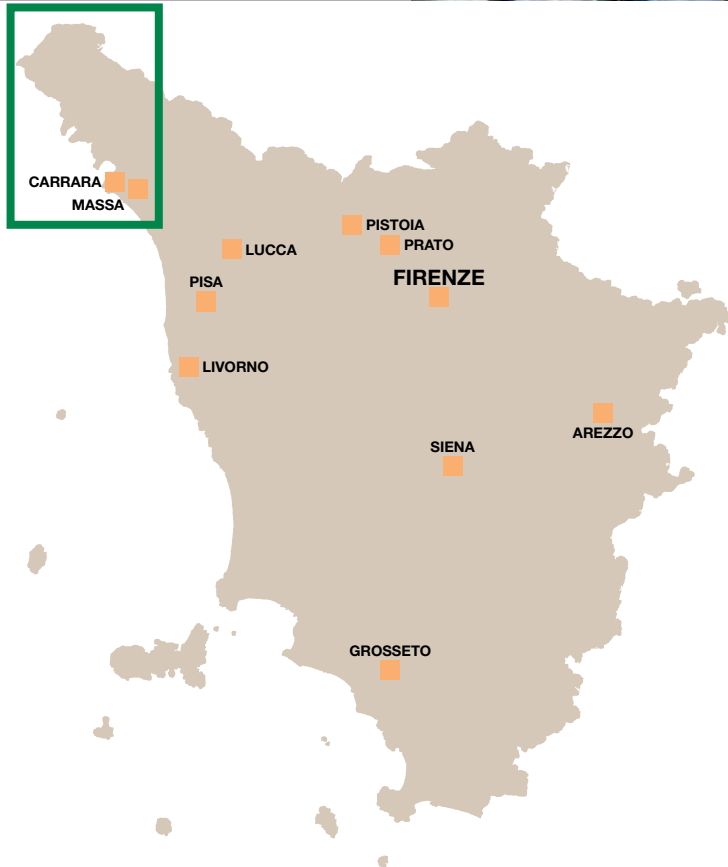 CARRARA
MASSA
PISTOIA
PRATO
LUCCA
FIRENZE
PISA
LIVORNO
AREZZO
SIENA
GROSSETO